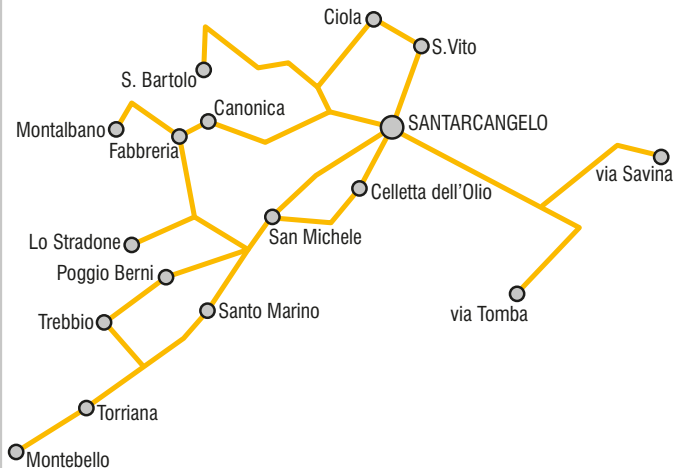 Ciola
S.Vito
S. Bartolo
Canonica
SANTARCANGELO
Montalbano
Fabbreria
via Savina
Celletta dell'Olio
San Michele
Lo Stradone
Poggio Berni
Santo Marino
via Tomba
Trebbio
Torriana
Montebello